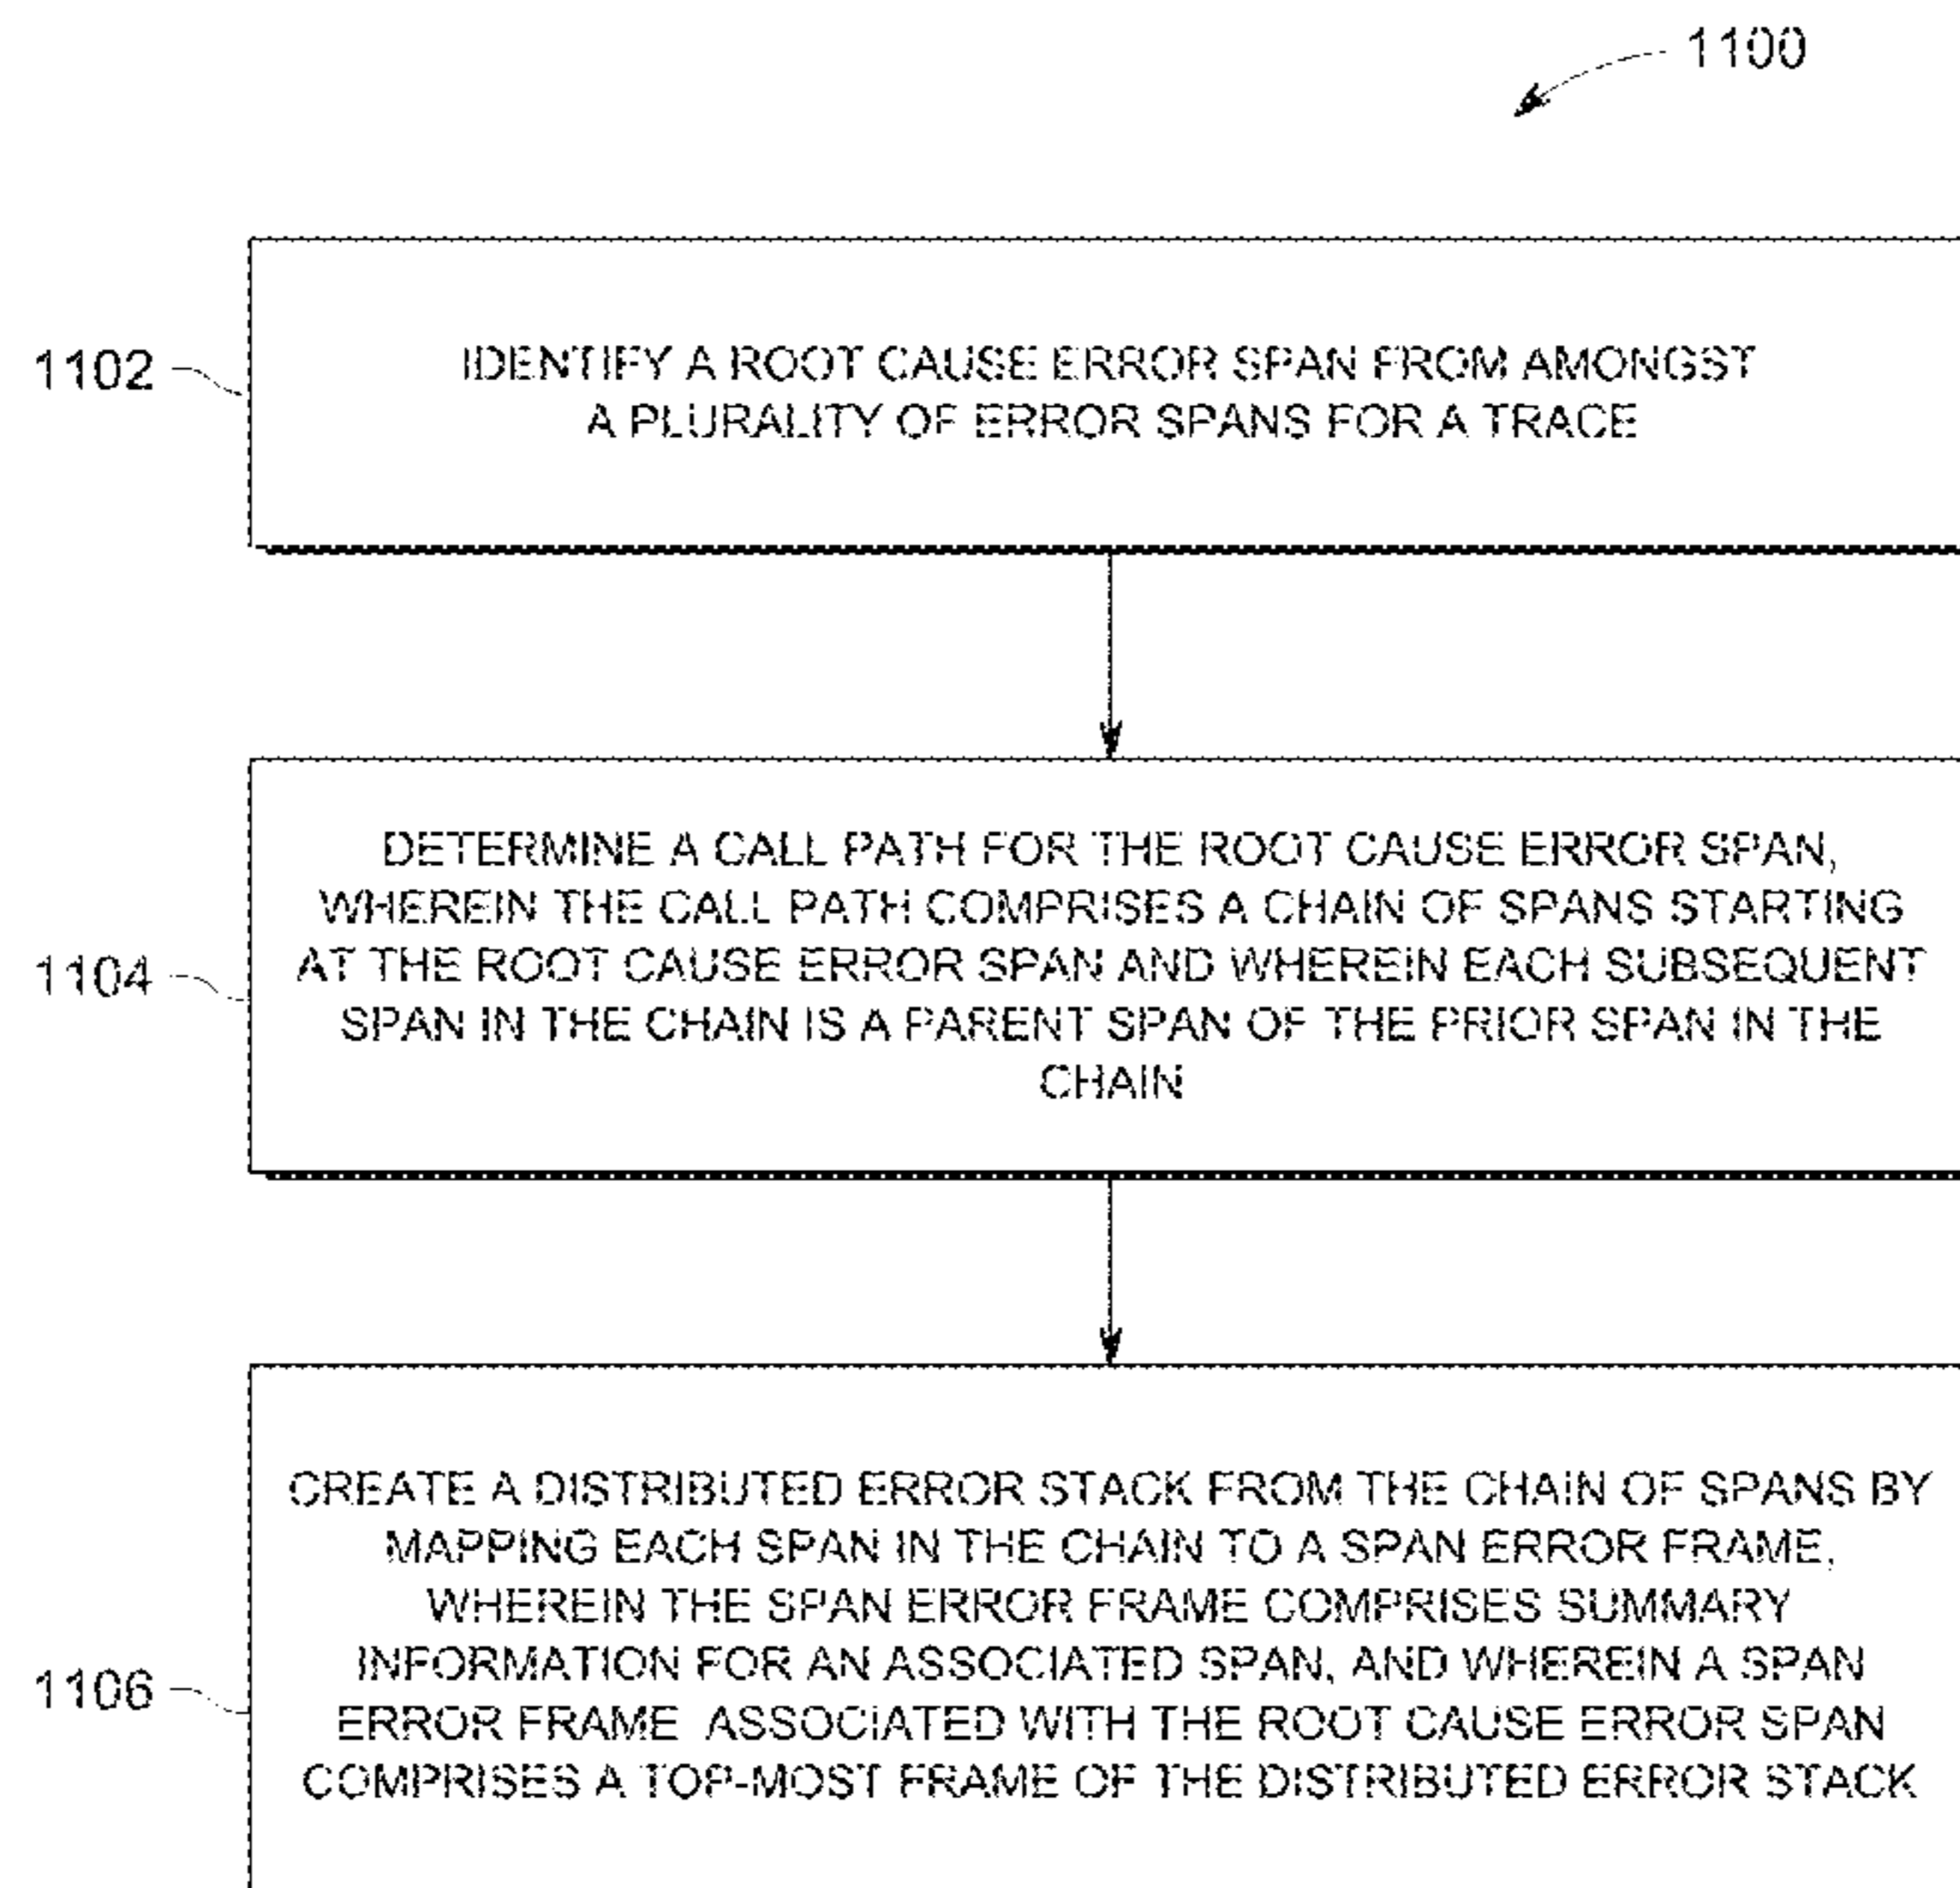 1100
1102
IDENTIFY A ROOT CAUSE ERROR SPAN FROM AMONGST
A PLURALITY OF ERROR SPANS FOR A TRACE
1104
DETERMINE A CALL PATH FOR THE ROOT CAUSE ERROR SPAN,
WHEREIN THE CALL PATH COMPRISES A CHAIN OF SPANS STARTING
AT THE ROOT CAUSE ERROR SPAN AND WHEREIN EACH SUBSEQUENT
SPAN IN THE CHAIN IS A PARENT SPAN OF THE PRIOR SPAN IN THE
CHAIN
1106
CREATE A DISTRIBUTED ERROR STACK FROM THE CHAIN OF SPANS BY
MAPPING EACH SPAN IN THE CHAIN TO A SPAN ERROR FRAME,
WHEREIN THE SPAN ERROR FRAME COMPRISES SUMMARY
INFORMATION FOR AN ASSOCIATED SPAN, AND WHEREIN A SPAN
ERROR FRAME ASSOCIATED WITH THE ROOT CAUSE ERROR SPAN
COMPRISES A TOP-MOST FRAME OF THE DISTRIBUTED ERROR STACK